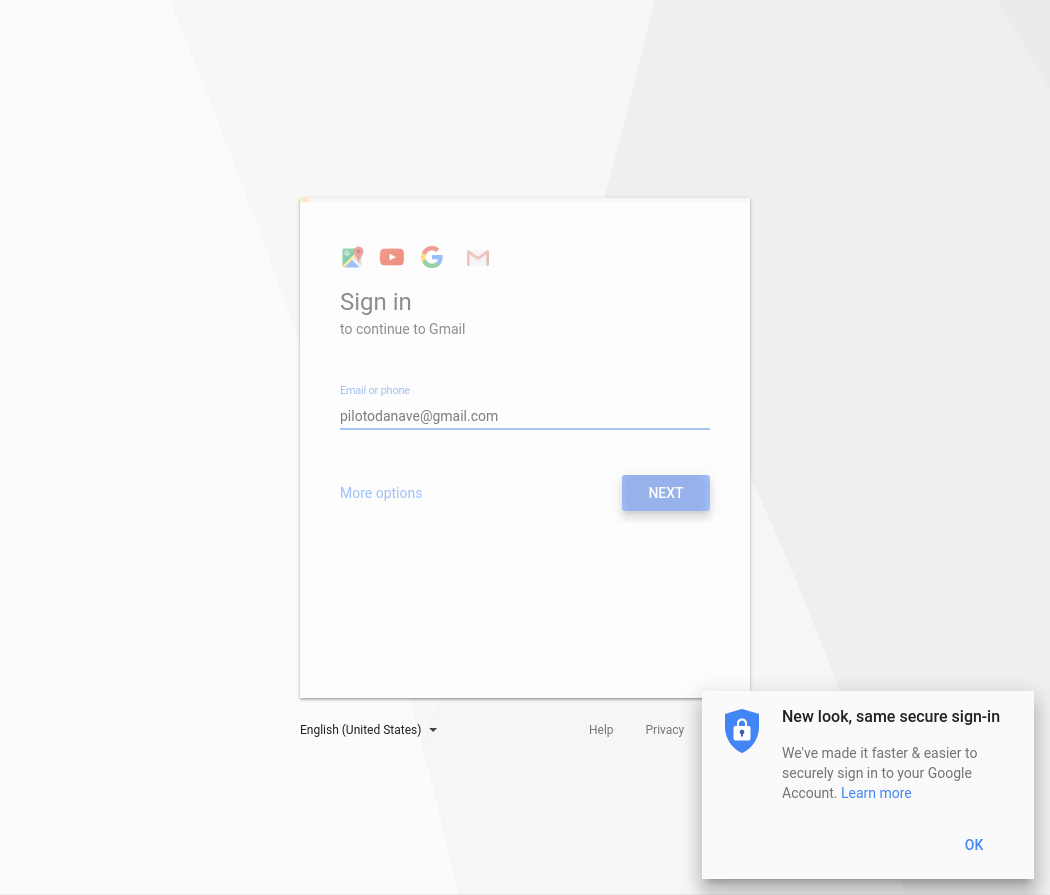 Sign in
to continue to Gmail
Email or phone
pilotodanave@gmail.com
More options
NEXT
English (United States)
Help
Privacy
New look, same secure sign-in
We've made it faster & easier to
securely sign in to your Google
Account. Learn more
OK